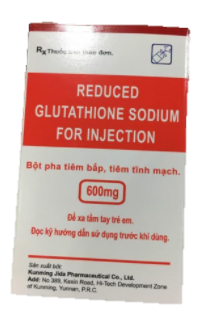 Rx Thuốc bán theo đơn.
REDUCED
GLUTATHIONE SODIUM
FOR INJECTION
Bột pha tiêm bắp, tiêm tĩnh mạch.
600mg
Để xa tầm tay trẻ em.
Đọc kỹ hướng dẫn sử dụng trước khi dùng.
Sản xuất bởi:
Kunming Jida Pharmaceutical Co., Ltd.
Add: No 389, Kexin Road, Hi-Tech Development Zone
of Kunming, Yunnan, P.R.C.